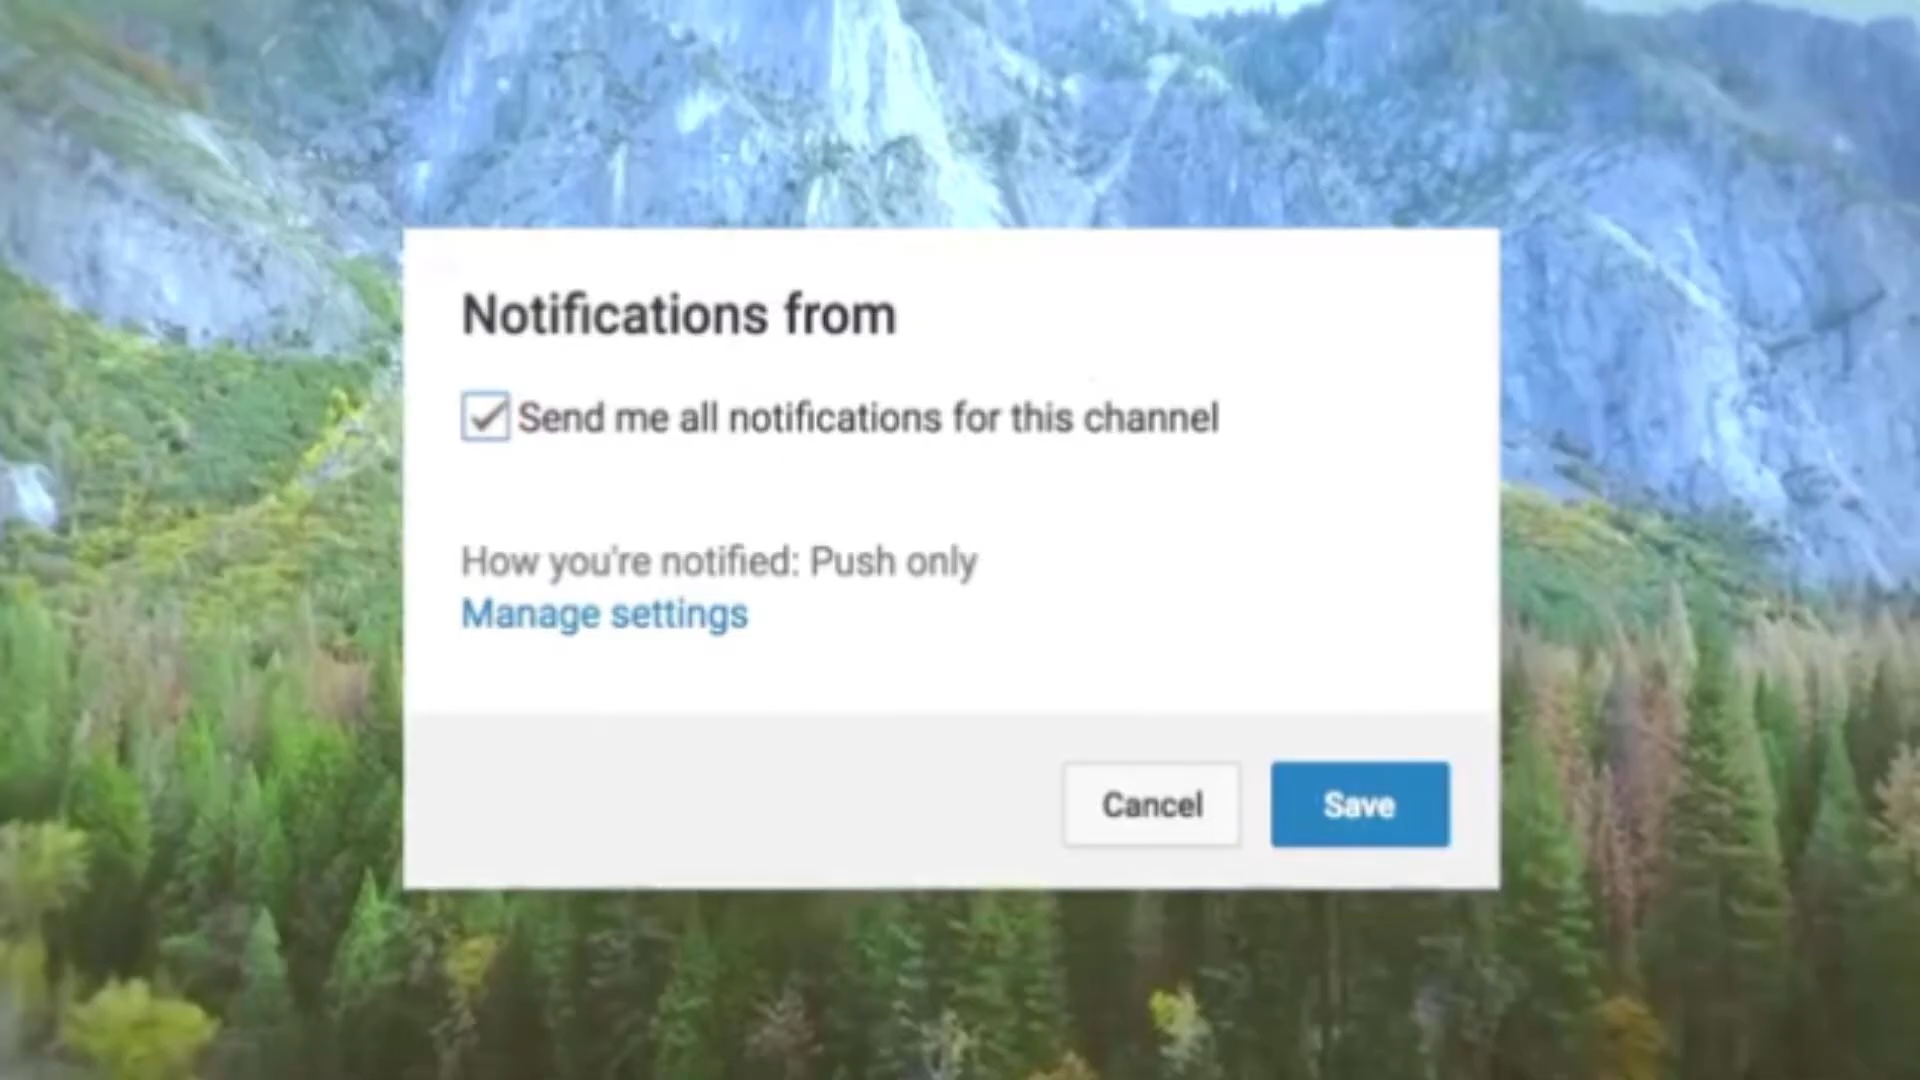 Notifications from
Send me all notifications for this channel
How you're notified: Push only
Manage settings
Cancel
Save